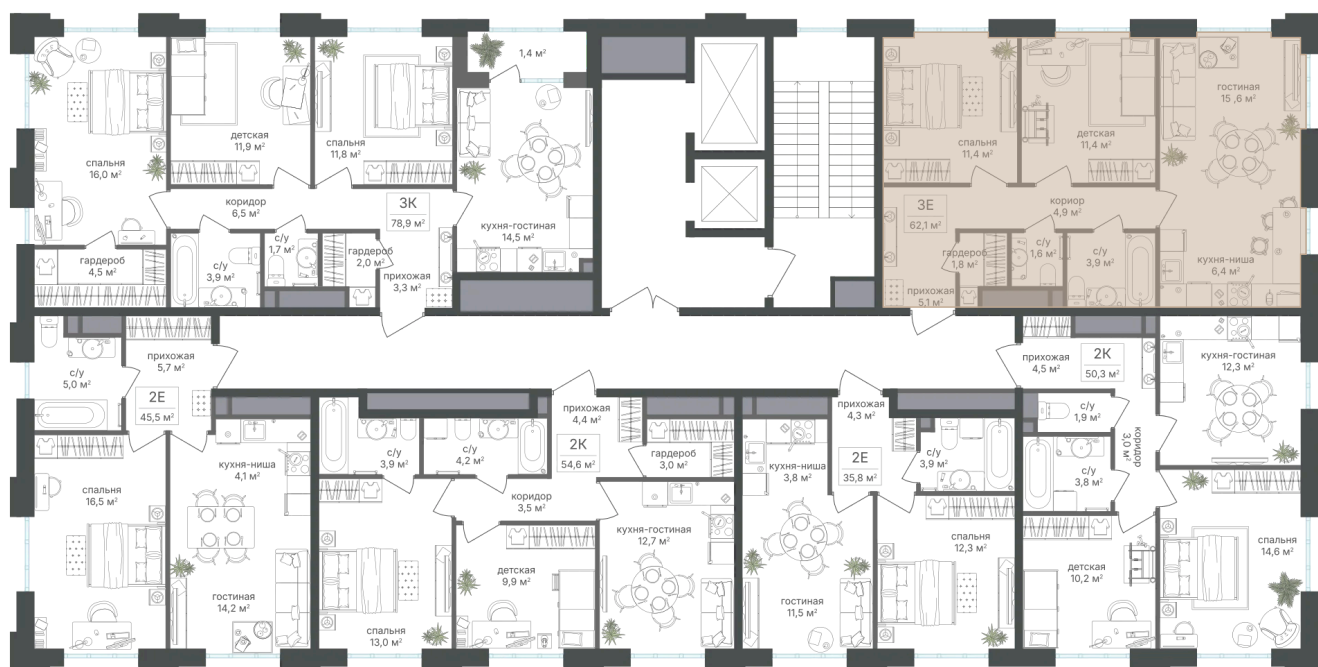 спальня
16,0 м²
детская
11,9 м²
спальня
11,8 м²
1,4 м²
кухня-гостиная
14,5 м²
коридор
6,5 м²
3К
78,9 м²
гардероб
4,5 м²
с/у
3,9 м²
с/у
1,7 м²
гардероб
2,0 м²
прихожая
3,3 м²
спальня
11,4 м²
детская
11,4 м²
гостиная
15 ,6 м²
3Е
62,1 м²
кориор
4,9 м²
гардероб
1,8 м²
с/у
1,6 м²
с/у
3,9 м²
кухня-ниша
6,4 м²
прихожая
5,1 м²
с/у
5,0 м²
прихожая
5,7 м²
2Е
45,5 м²
спальня
16,5 м²
кухня-ниша
4,1 м²
гостиная
14,2 м²
с/у
3,9 м²
с/у
4,2 м²
прихожая
4,4 м²
2К
54,6 м²
гардероб
3,0 м²
коридор
3,5 м²
спальня
13,0 м²
детская
9,9 м²
кухня-гостиная
12,7 м²
прихожая
4,3 м²
2Е
35,8 м²
кухня-ниша
3,8 м²
с/у
3,9 м²
11,5 м²
спальня
12,3 м²
прихожая
4,5 м²
2К
50,3 м²
кухня-гостиная
12,3 м²
с/у
1,9 м²
коридор
3,0 м²
с/у
3,8 м²
детская
10,2 м²
спальня
14,6 м²